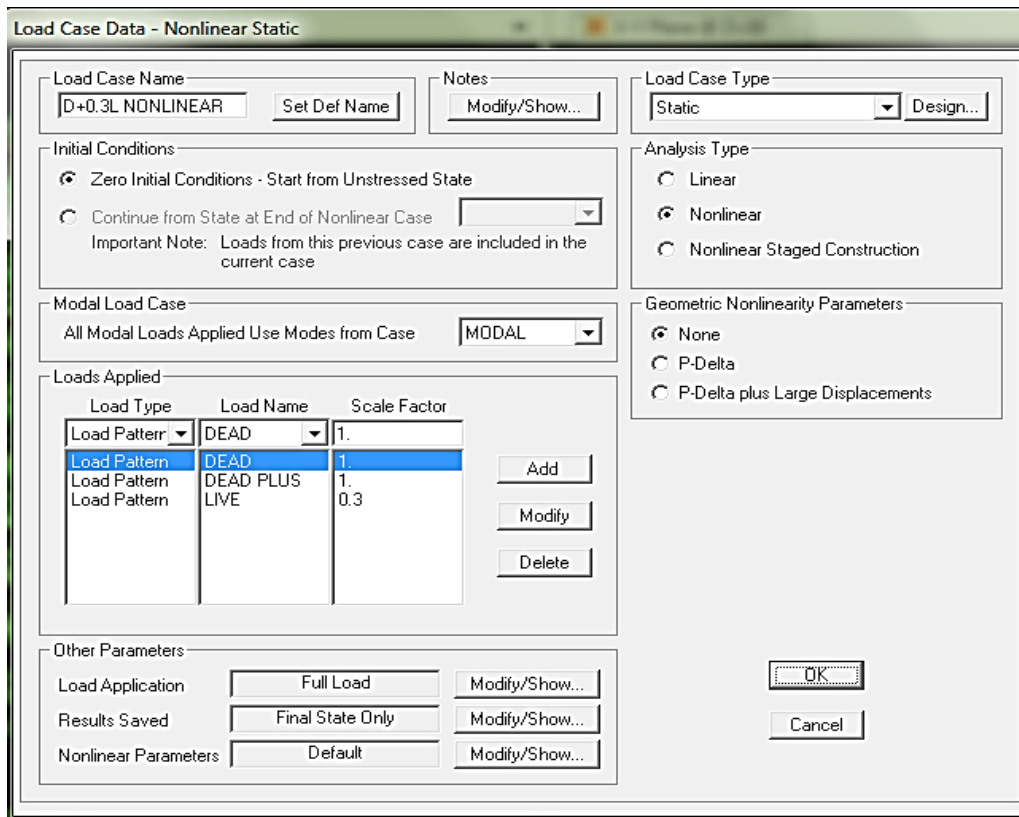 Load Case Data - Nonlinear Static
Load Case Name
D+0.3L NONLINEAR
Set Def Name
Notes
Modify/Show...
Load Case Type
Static
Design...
Initial Conditions
Zero Initial Conditions - Start from Unstressed State
Continue from State at End of Nonlinear Case
Important Note: Loads from this previous case are included in the
current case
Analysis Type
Linear
Nonlinear
Nonlinear Staged Construction
Modal Load Case
All Modal Loads Applied Use Modes from Case
MODAL
Geometric Nonlinearity Parameters
None
P-Delta
P-Delta plus Large Displacements
Loads Applied
Load Type Load Name Scale Factor
Load Pattern DEAD 1.
Load Pattern DEAD 1.
Load Pattern DEAD PLUS 1.
Load Pattern LIVE 0.3
Add
Modify
Delete
Other Parameters
Load Application Full Load Modify/Show...
Results Saved Final State Only Modify/Show...
Nonlinear Parameters Default Modify/Show...
OK
Cancel